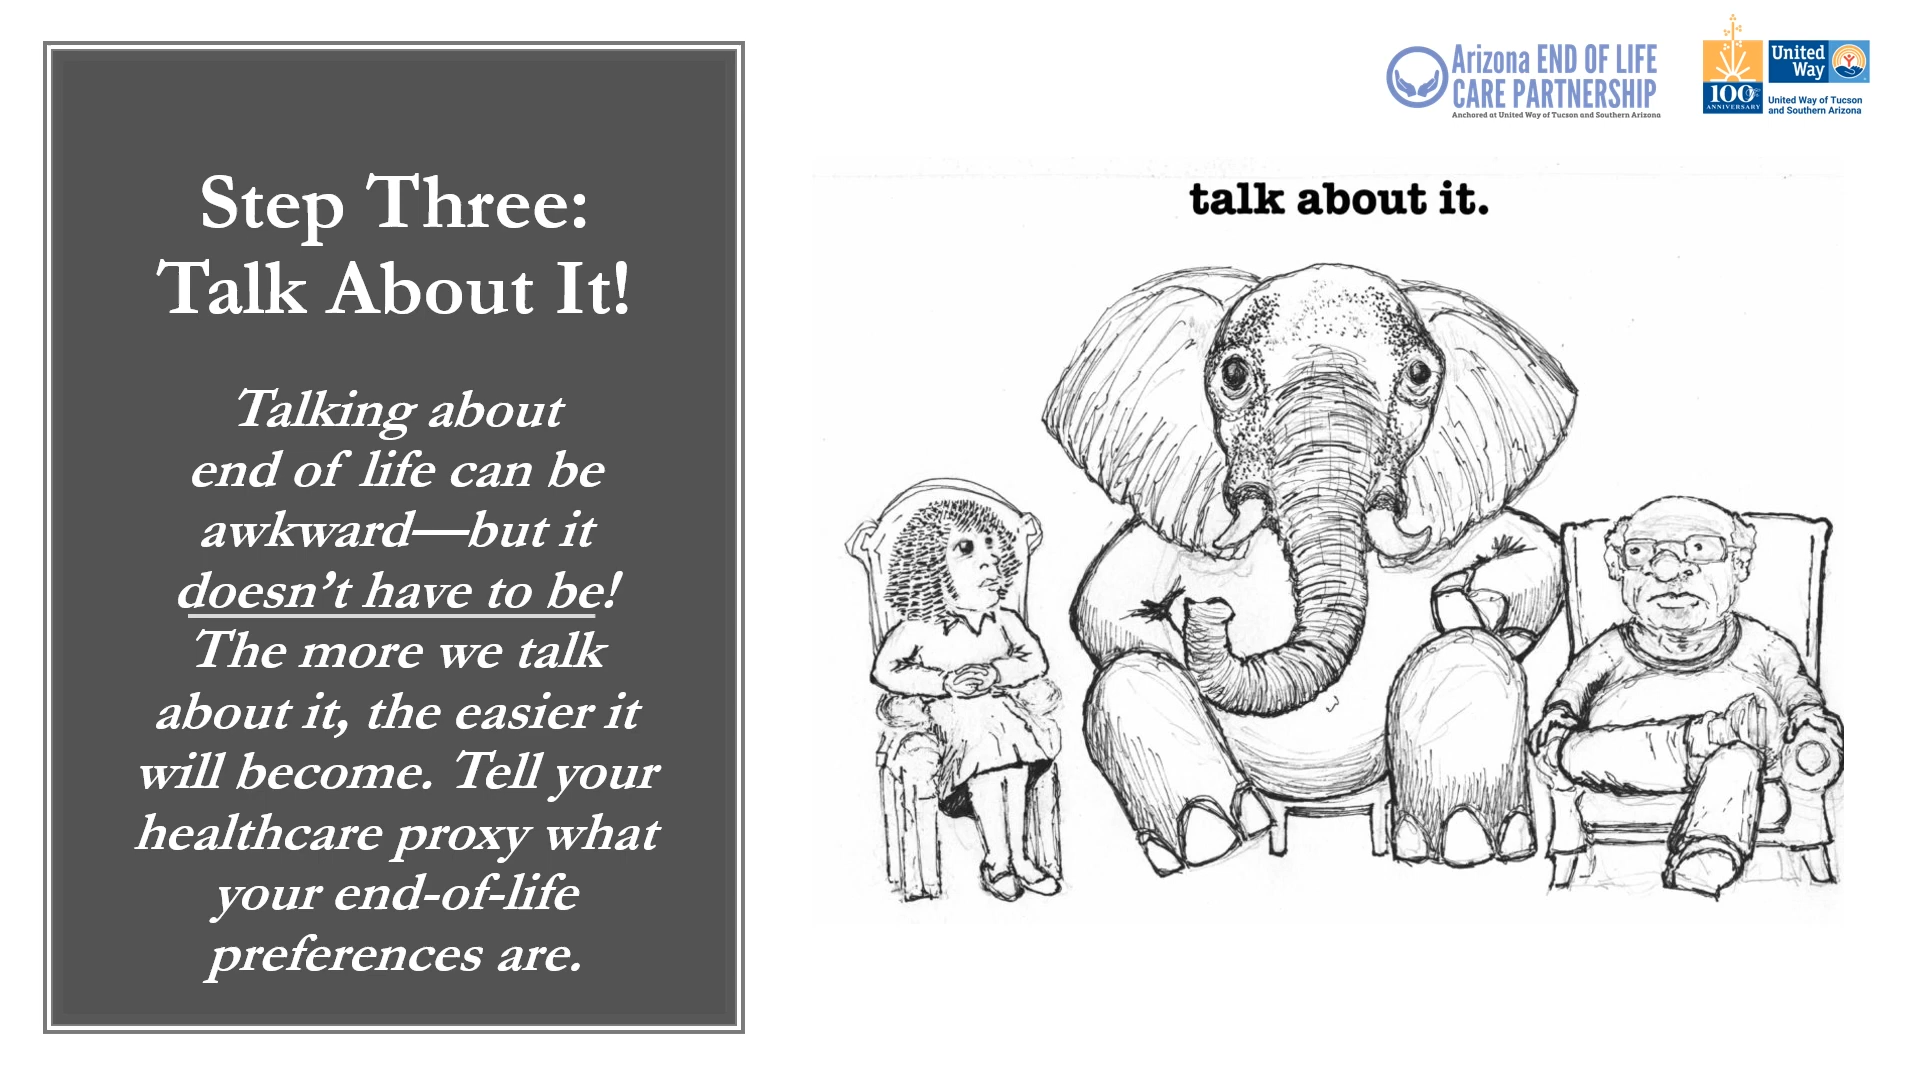 Step Three:
Talk About It!
Talking about
end of life can be
awkward—but it
doesn’t have to be!
The more we talk
about it, the easier it
will become. Tell your
healthcare proxy what
your end-of-life
preferences are.
Arizona END OF LIFE
CARE PARTNERSHIP
Anchored at United Way of Tucson and Southern Arizona
100
ANNIVERSARY
United
Way
United Way of Tucson
and Southern Arizona
talk about it.